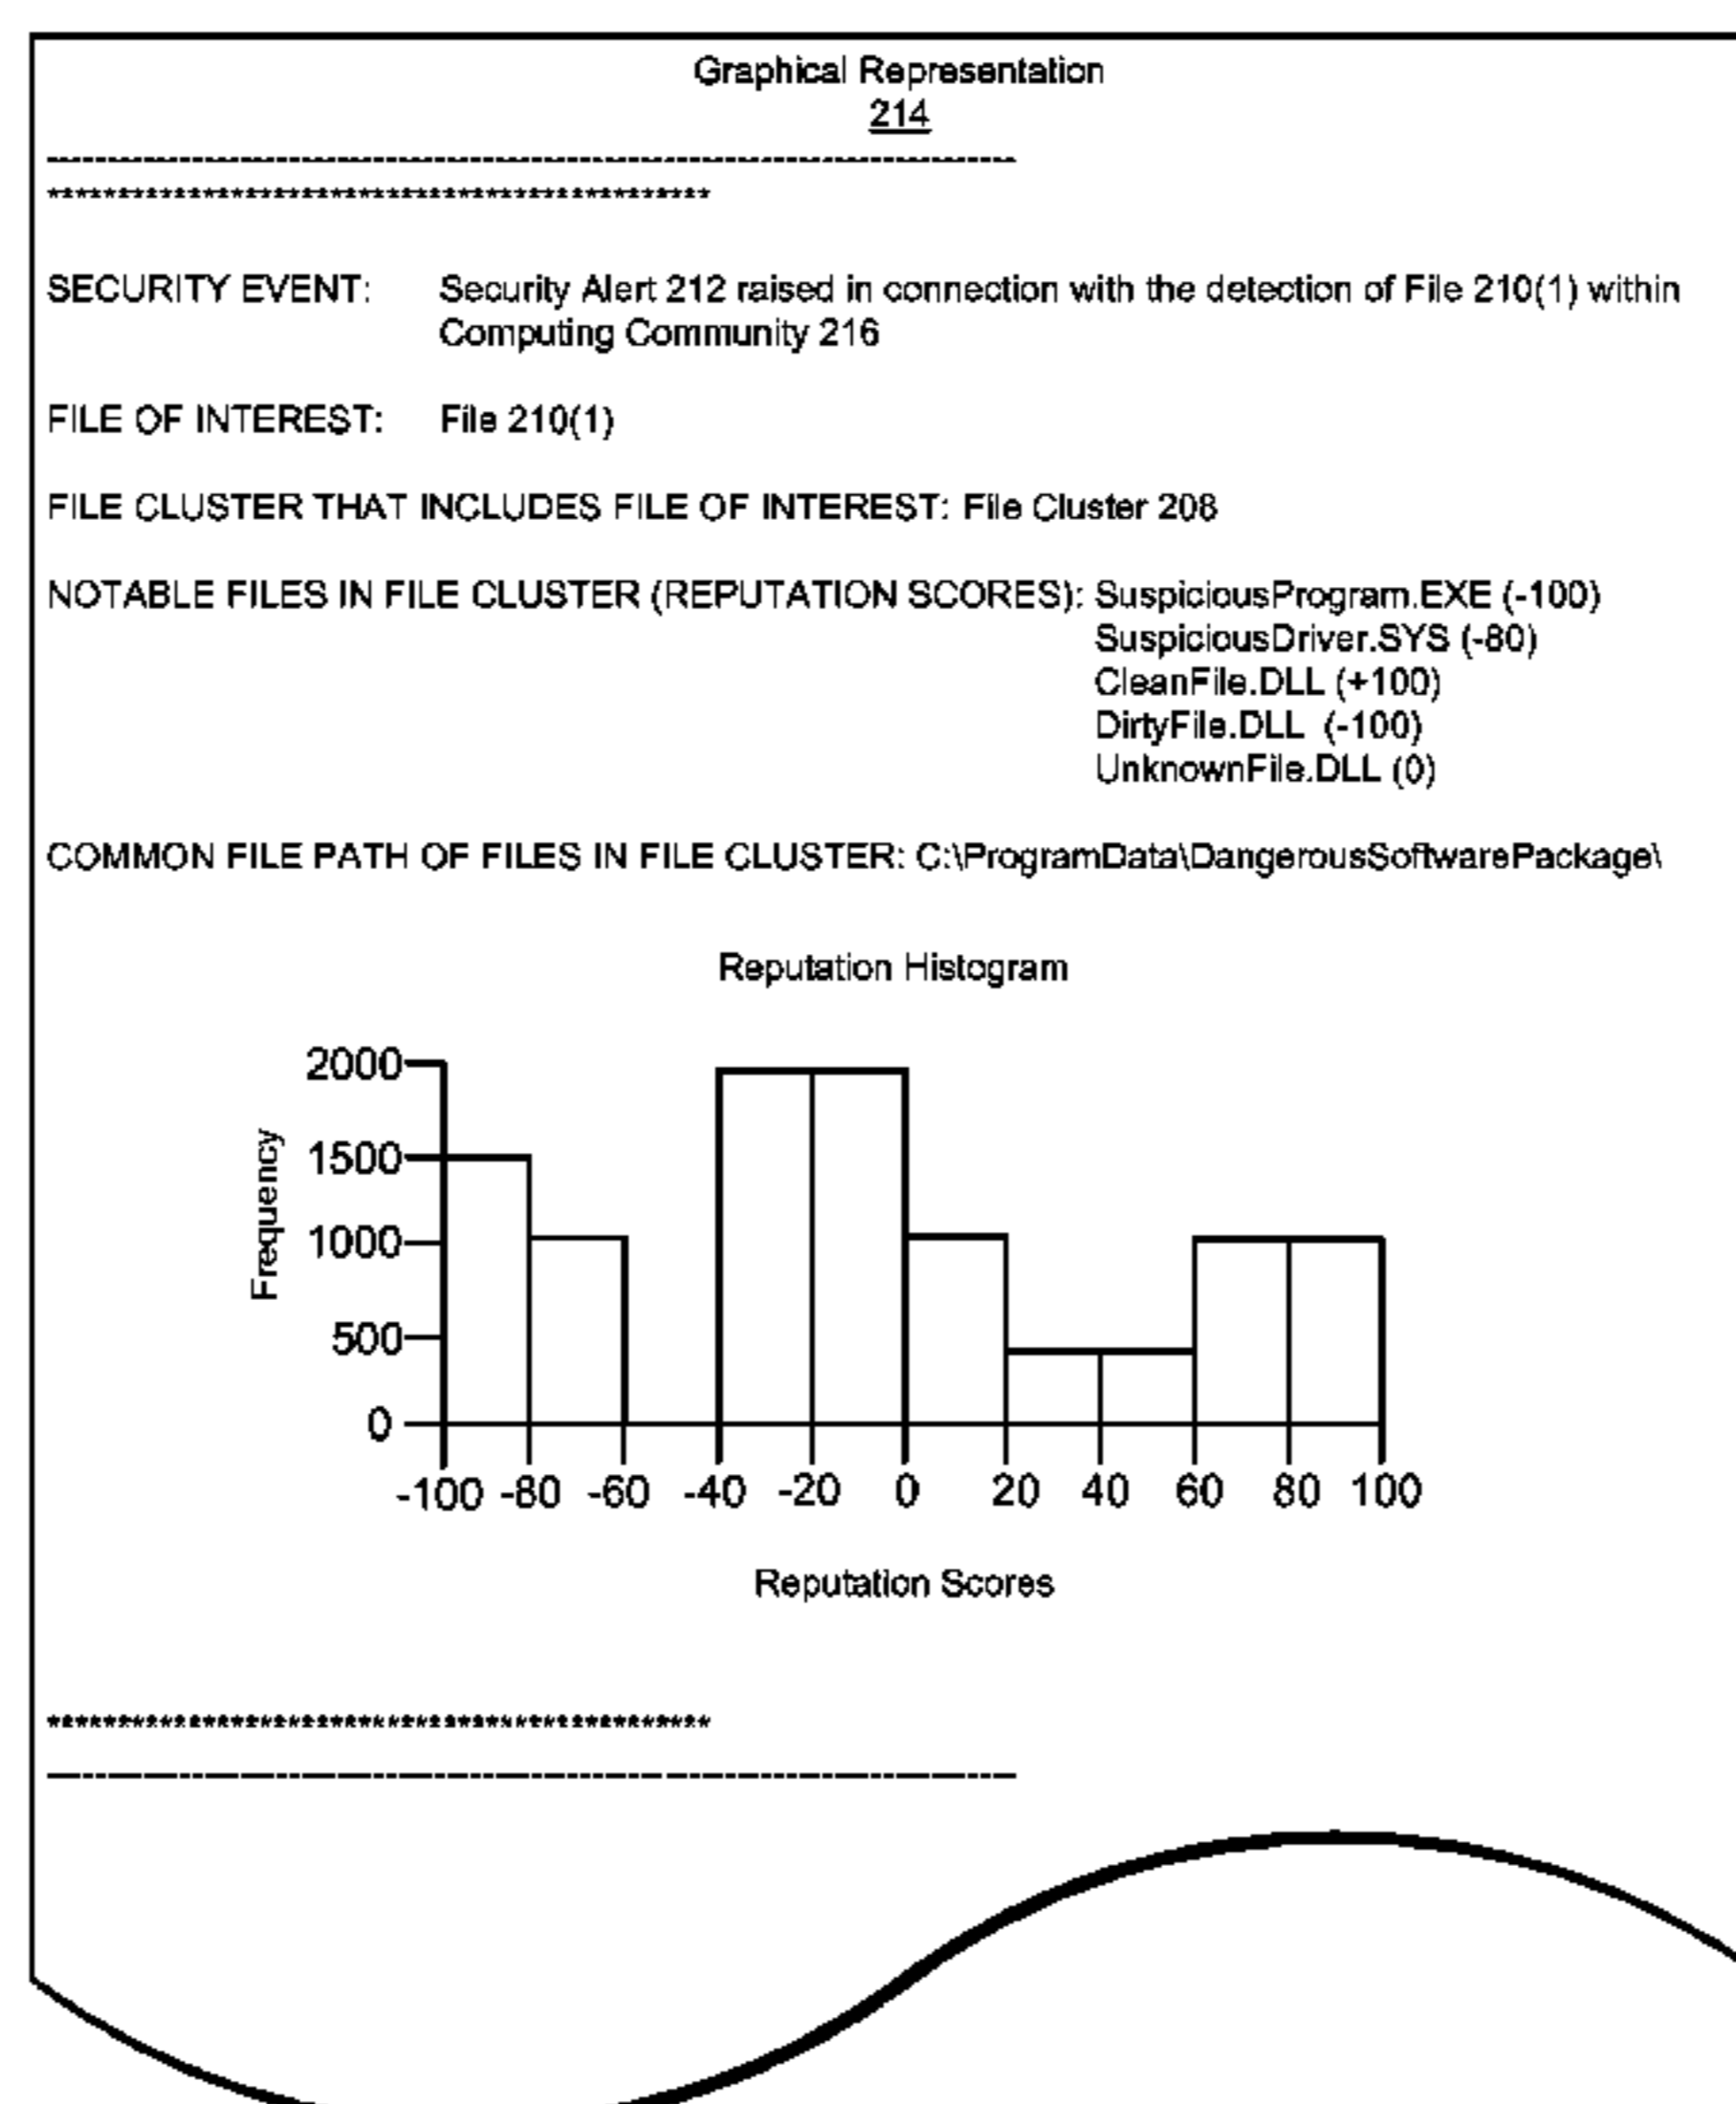 Graphical Representation
214
SECURITY EVENT: Security Alert 212 raised in connection with the detection of File 210(1) within
Computing Community 216
FILE OF INTEREST: File 210(1)
FILE CLUSTER THAT INCLUDES FILE OF INTEREST: File Cluster 208
NOTABLE FILES IN FILE CLUSTER (REPUTATION SCORES): SuspiciousProgram.EXE (-100)
SuspiciousDriver.SYS (-80)
CleanFile.DLL (+100)
DirtyFile.DLL (-100)
UnknownFile.DLL (0)
COMMON FILE PATH OF FILES IN FILE CLUSTER: C:\ProgramData\DangerousSoftwarePackage\
Reputation Histogram
Frequency
2000
1500
1000
500
0
-100 -80 -60 -40 -20 0 20 40 60 80 100
Reputation Scores